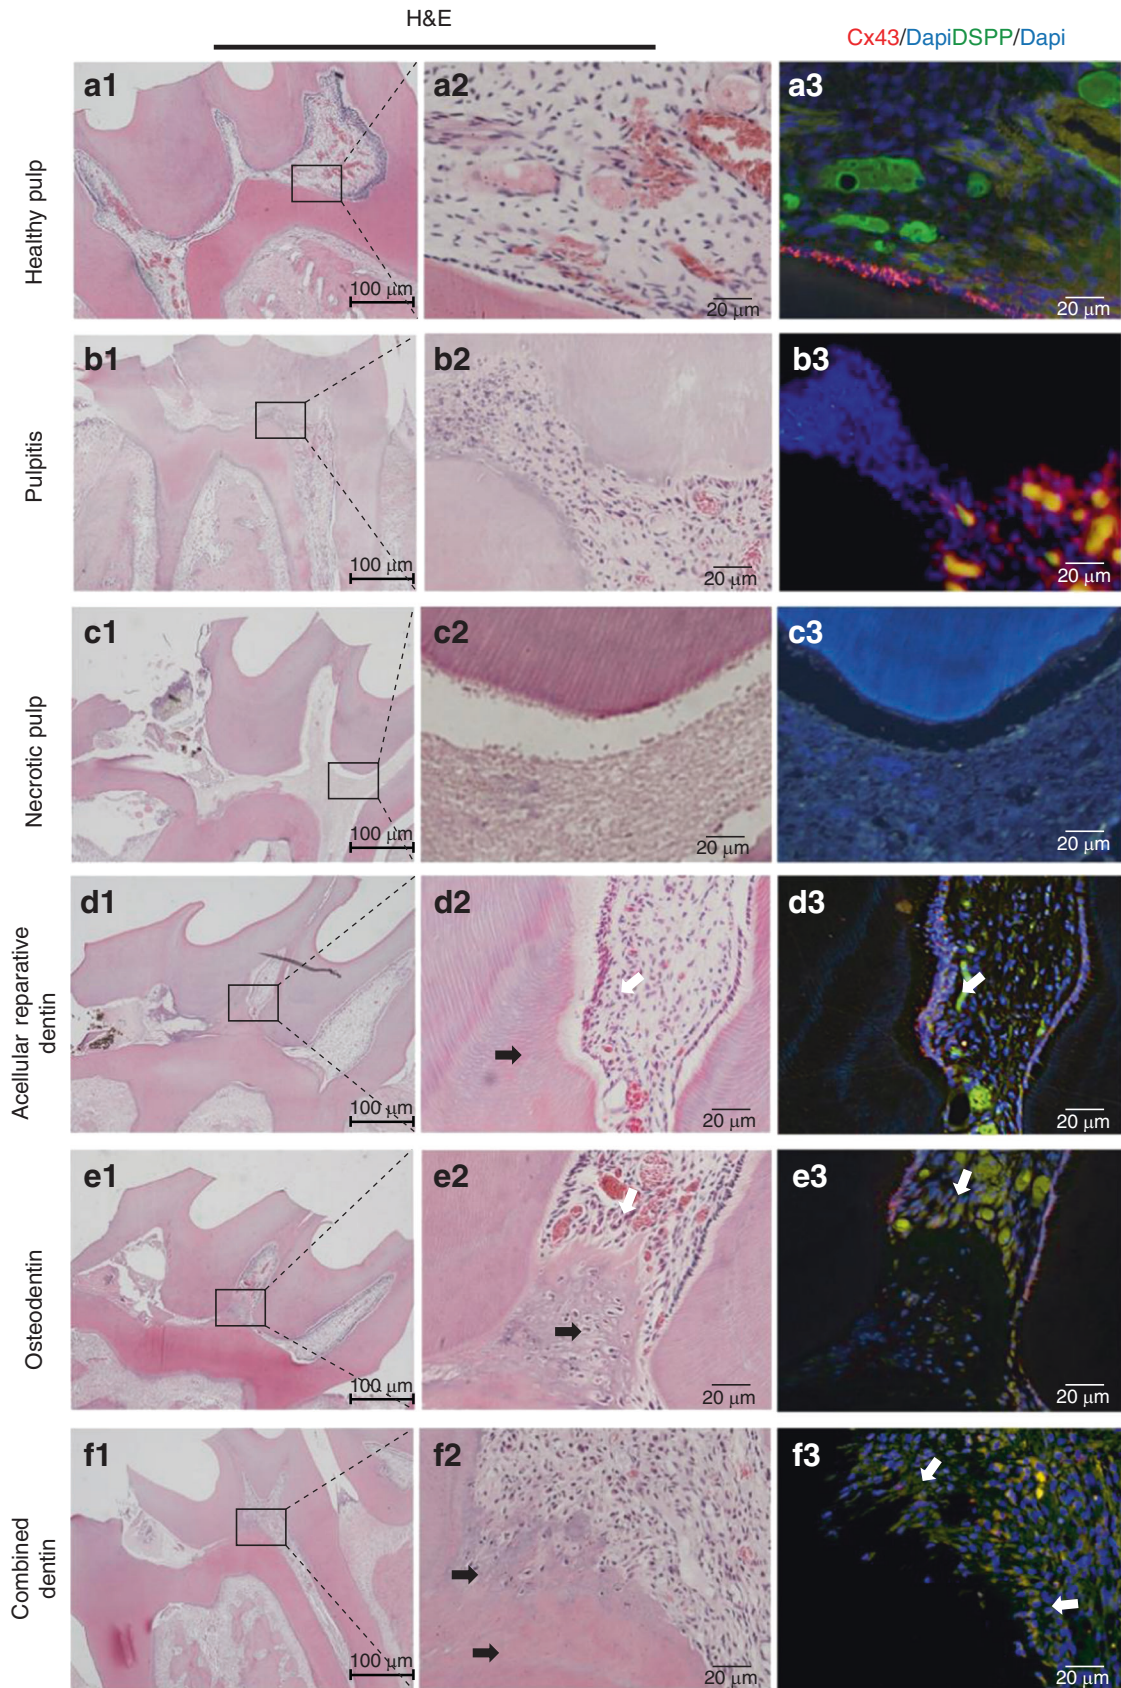 H&E
Cx43/DapiDSPP/Dapi
Healthy pulp
a1
100 μm
a2
20 μm
a3
20 μm
Pulpitis
b1
100 μm
b2
20 μm
b3
20 μm
Necrotic pulp
c1
100 μm
c2
20 μm
c3
20 μm
Acellular reparative
dentin
d1
100 μm
d2
20 μm
d3
20 μm
Osteodentin
e1
100 μm
e2
20 μm
e3
20 μm
Combined
dentin
f1
100 μm
f2
20 μm
f3
20 μm